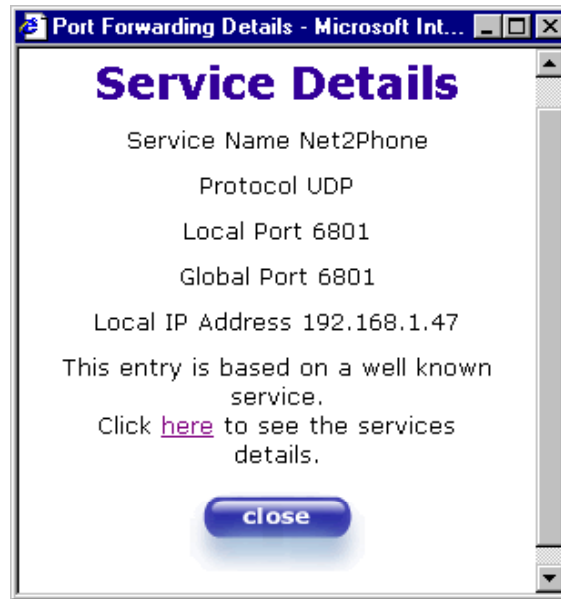 Port Forwarding Details - Microsoft Int...
Service Details
Service Name Net2Phone
Protocol UDP
Local Port 6801
Global Port 6801
Local IP Address 192.168.1.47
This entry is based on a well known
service.
Click here to see the services
details.
close